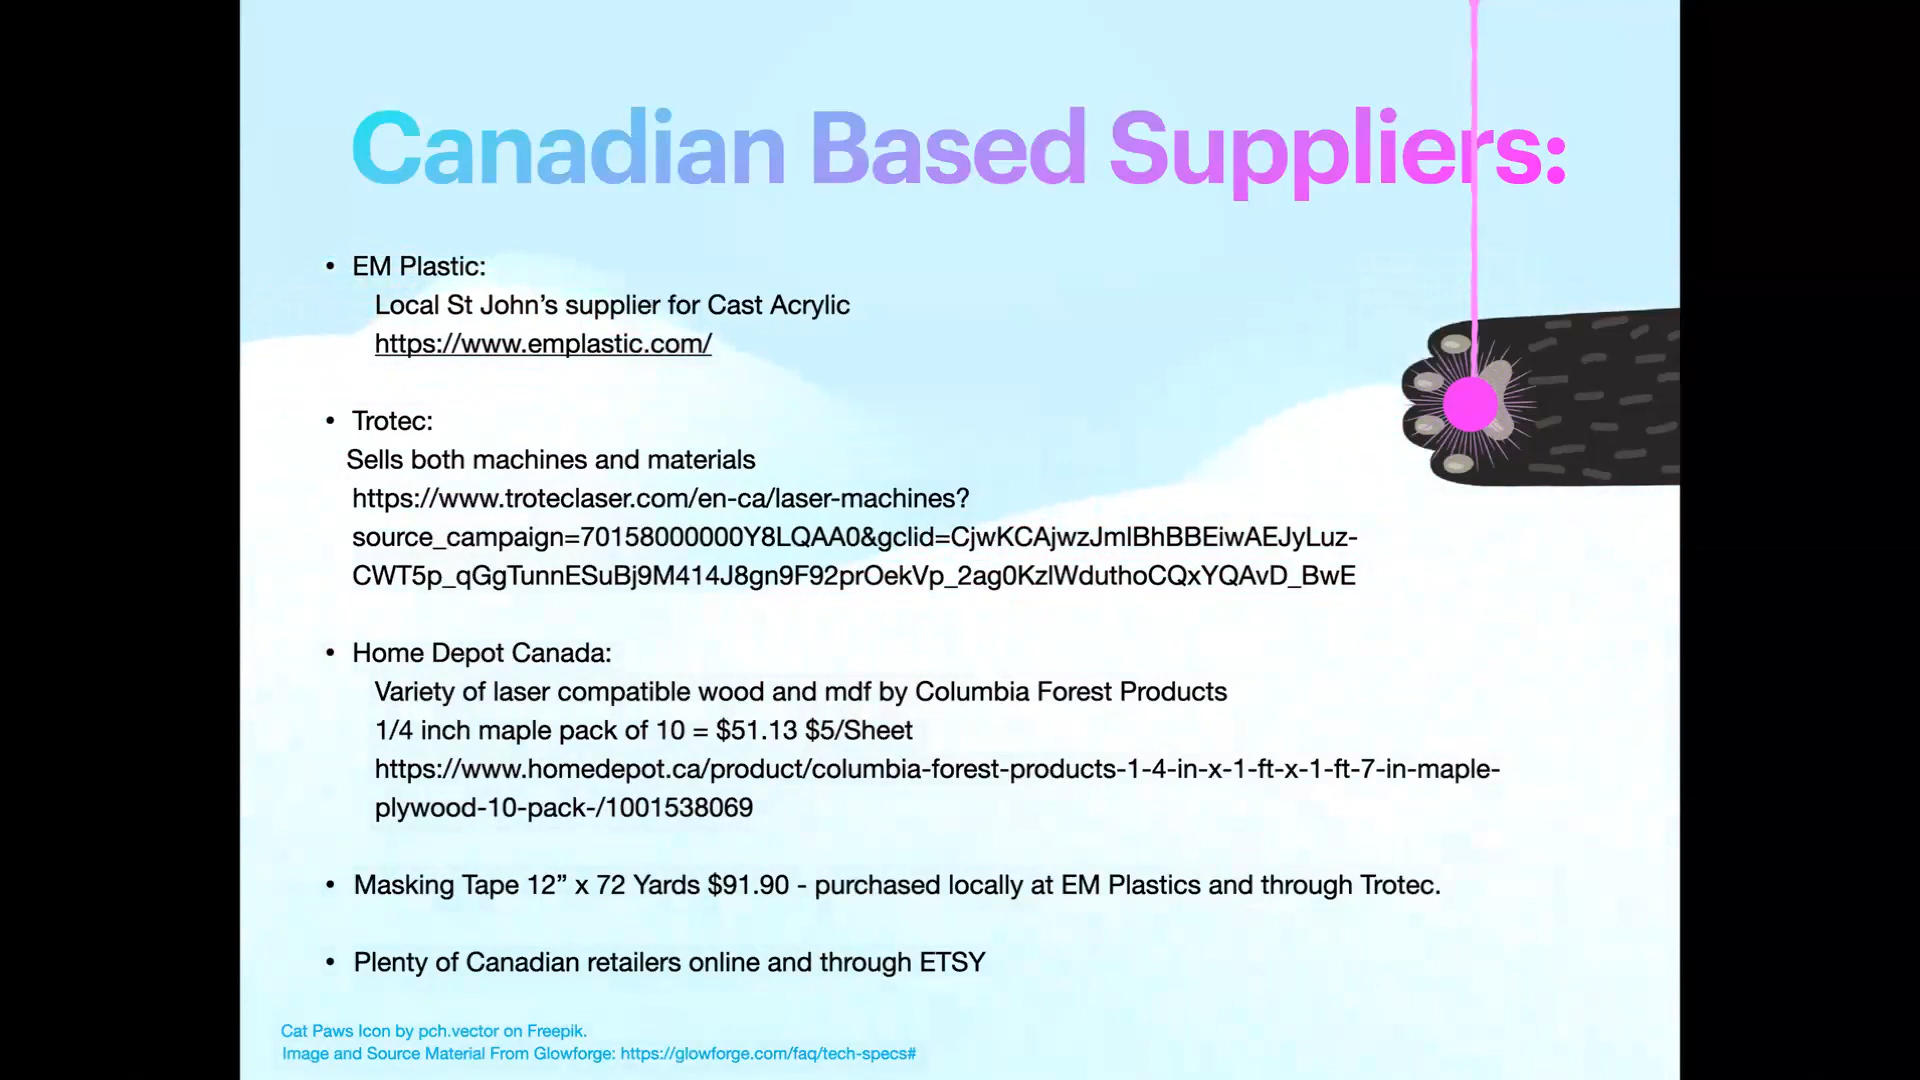 Canadian Based Suppliers:
• EM Plastic:
Local St John’s supplier for Cast Acrylic
https://www.emplastic.com/
• Trotec:
Sells both machines and materials
https://www.troteclaser.com/en-ca/laser-machines?
source_campaign=70158000000Y8LQAA0&gclid=CjwKCAjwzJmlBhBBEiwAEJyLuz-
CWT5p_qGgTunnESuBj9M414J8gn9F92prOekVp_2ag0KzlWduthoCQxYQAvD_BwE
• Home Depot Canada:
Variety of laser compatible wood and mdf by Columbia Forest Products
1/4 inch maple pack of 10 = $51.13 $5/Sheet
https://www.homedepot.ca/product/columbia-forest-products-1-4-in-x-1-ft-x-1-ft-7-in-maple-
plywood-10-pack-/1001538069
• Masking Tape 12” x 72 Yards $91.90 - purchased locally at EM Plastics and through Trotec.
• Plenty of Canadian retailers online and through ETSY
Cat Paws Icon by pch.vector on Freepik.
Image and Source Material From Glowforge: https://glowforge.com/faq/tech-specs#